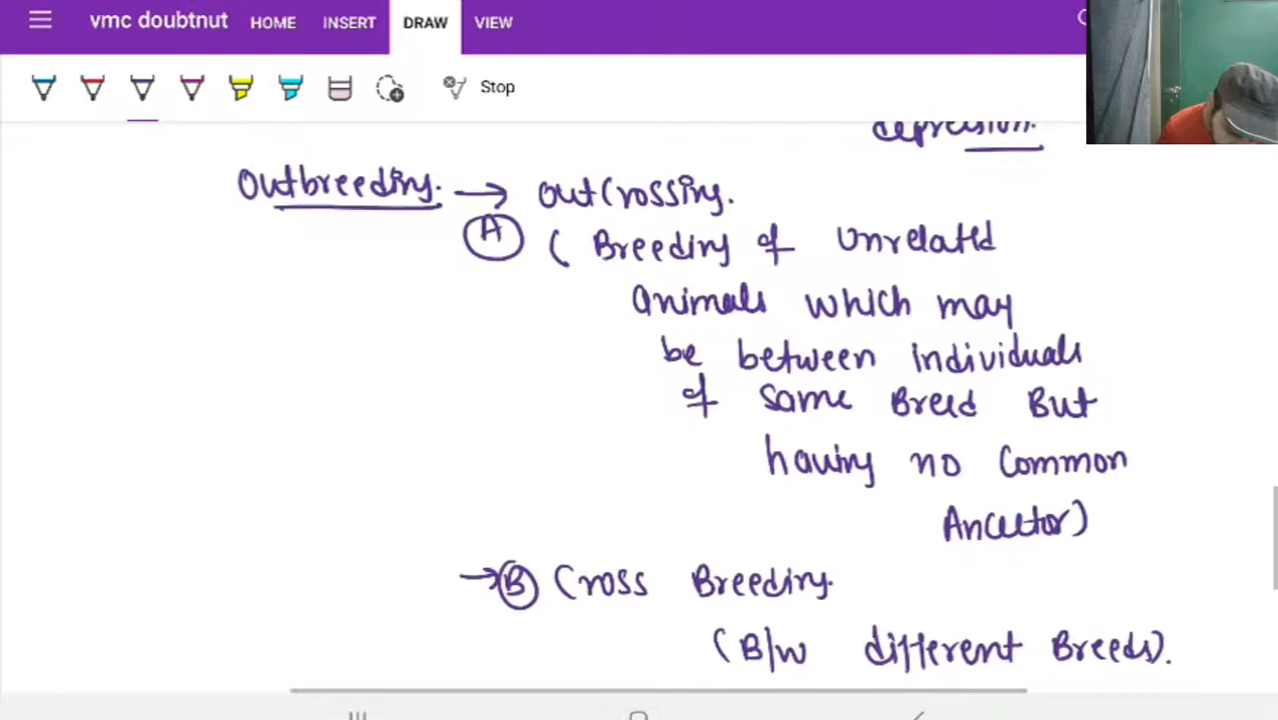 vmc doubtnut HOME INSERT DRAW VIEW
Stop
depression.
Outbreeding. → OutCrossing.
A ( Breeding of Unrelated
animals which may
be between individuals
of Same Breed But
having no Common
Ancestor)
→ B Cross Breeding.
(B/w different Breeds).